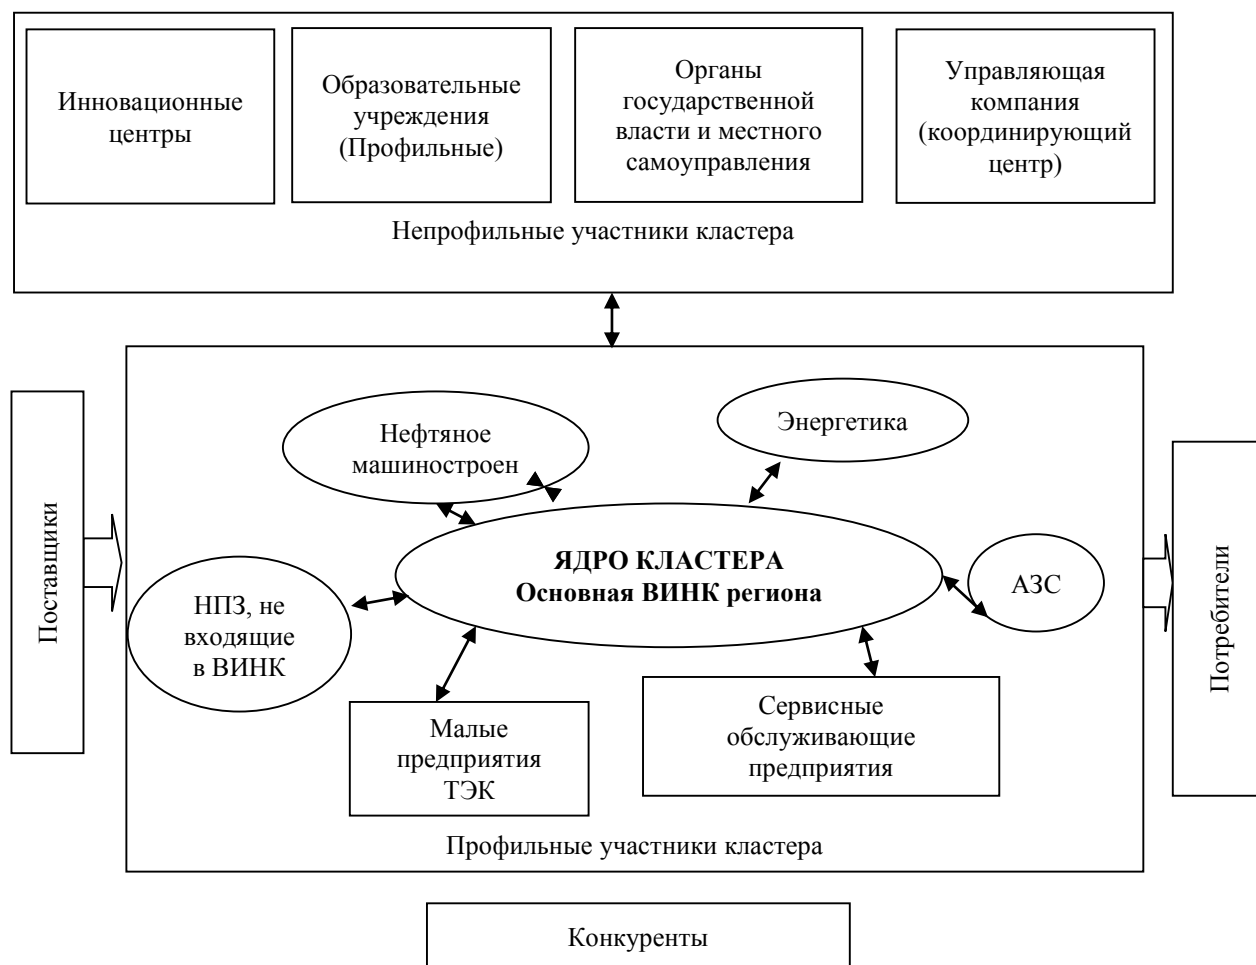 Инновационные
центры
Образовательные
учреждения
(Профильные)
Органы
государственной
власти и местного
самоуправления
Управляющая
компания
(координирующий
центр)
Непрофильные участники кластера
Поставщики
Нефтяное
машиностроен
Энергетика
ЯДРО КЛАСТЕРА
Основная ВИНК региона
АЗС
НПЗ, не
входящие
в ВИНК
Малые
предприятия
ТЭК
Сервисные
обслуживающие
предприятия
Профильные участники кластера
Потребители
Конкуренты